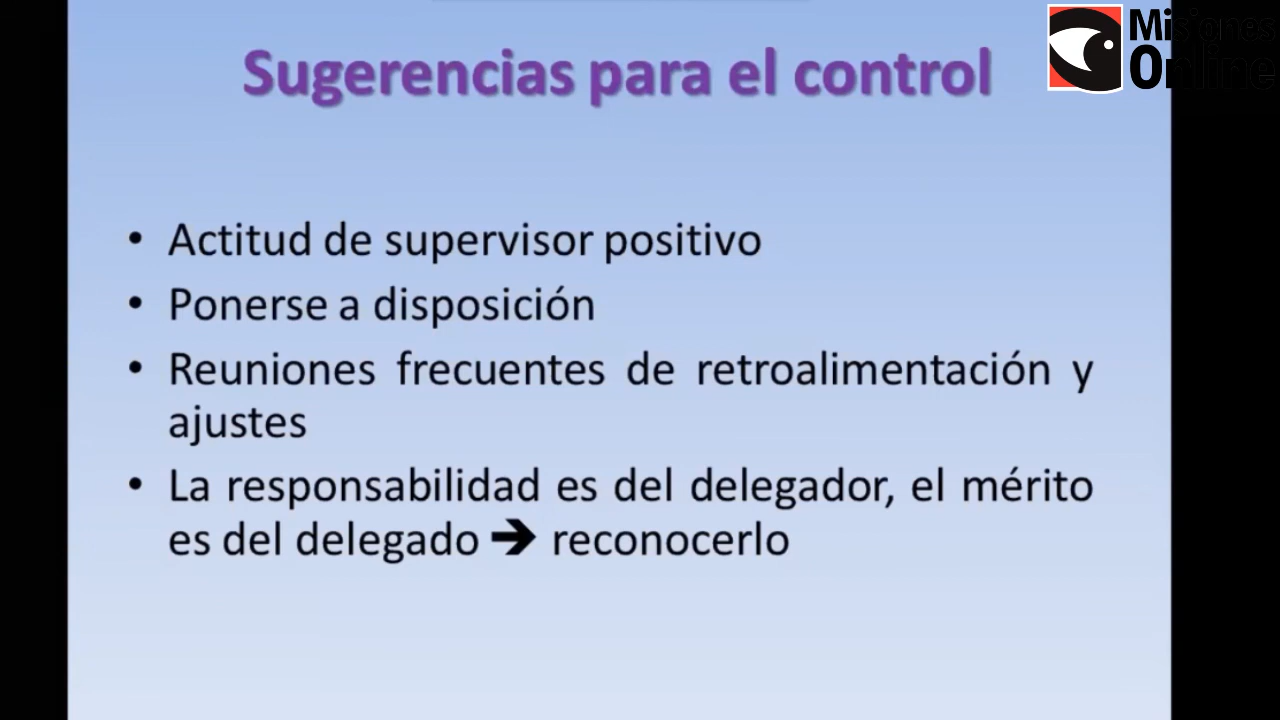 Sugerencias para el control
Misiones
Online
• Actitud de supervisor positivo
• Ponerse a disposición
• Reuniones frecuentes de retroalimentación y
ajustes
• La responsabilidad es del delegador, el mérito
es del delegado ➔ reconocerlo